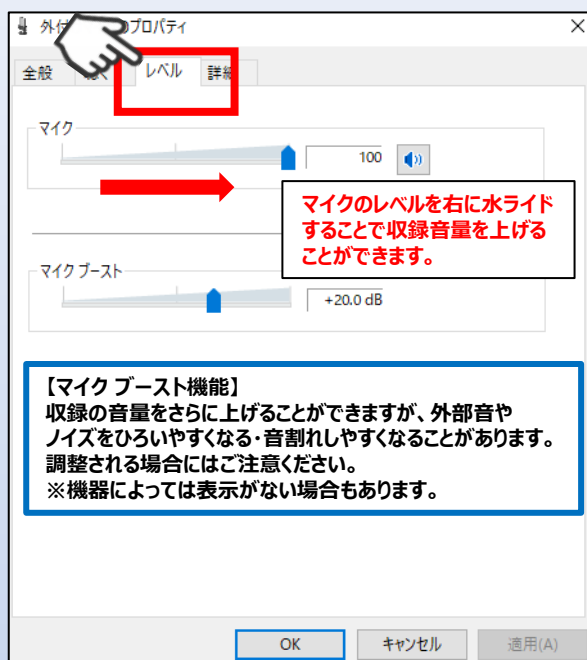 外付 のプロパティ
全般 く レベル 詳細
マイク
100
マイクのレベルを右に水ライド
することで収録音量を上げる
ことができます。
マイク ブースト
+20.0 dB
【マイク ブースト機能】
収録の音量をさらに上げることができますが、外部音や
ノイズをひろいやすくなる・音割れしやすくなることがあります。
調整される場合にはご注意ください。
※機器によっては表示がない場合もあります。
OK キャンセル 適用(A)